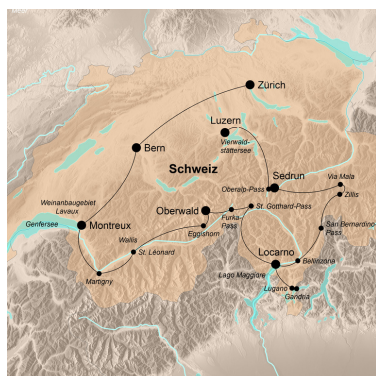 Zürich
Luzern
Vierwald-
stättersee
Bern
Schweiz
Via Mala
Sedrun
Oberalp-Pass
Zillis
Weinanbaugebiet
Lavaux
Oberwald
St. Gotthard-Pass
Furka-
Pass
San Bernardino-
Pass
Genfersee
Montreux
Eggishorn
Wallis
St. Léonard
Locarno
Bellinzona
Lago Maggiore
Martigny
Lugano
Gandria